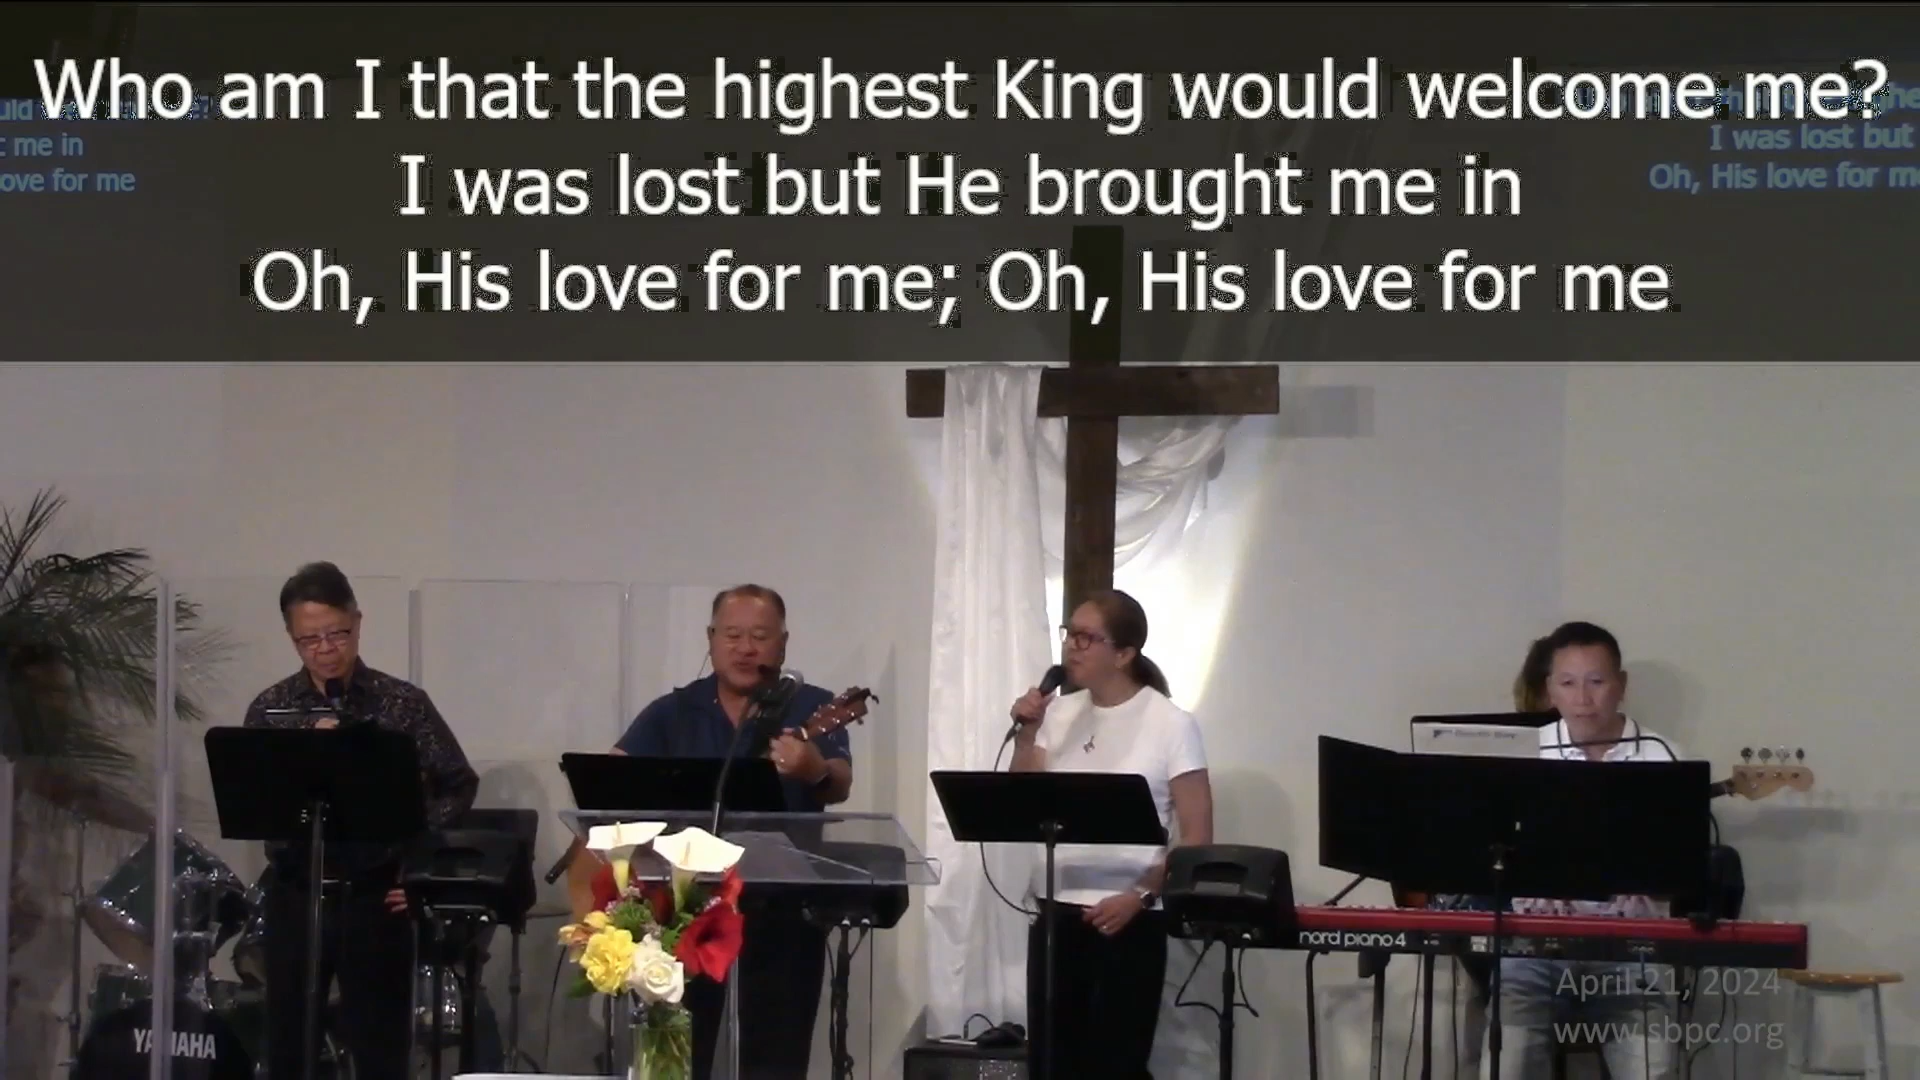 Who am I that the highest King would welcome me?
I was lost but He brought me in
Oh, His love for me; Oh, His love for me
me in
ove for me
I was lost but
Oh, His love for me
nord piano 4
YAMAHA
April 21, 2024
www.sbpc.org